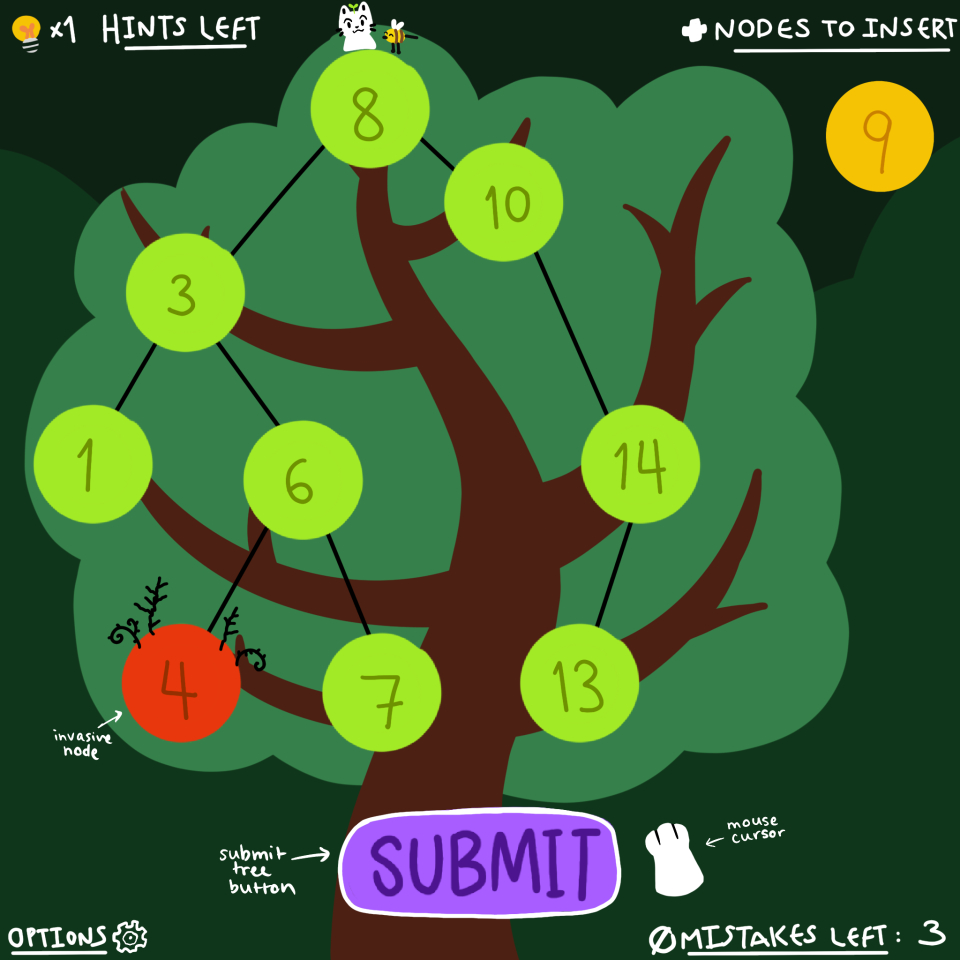 x1 HINTS LEFT
NODES TO INSERT
8
9
10
3
1
6
14
4
7
13
invasive
node
SUBMIT
submit
tree
button
mouse
cursor
OPTIONS
MISTAKES LEFT: 3